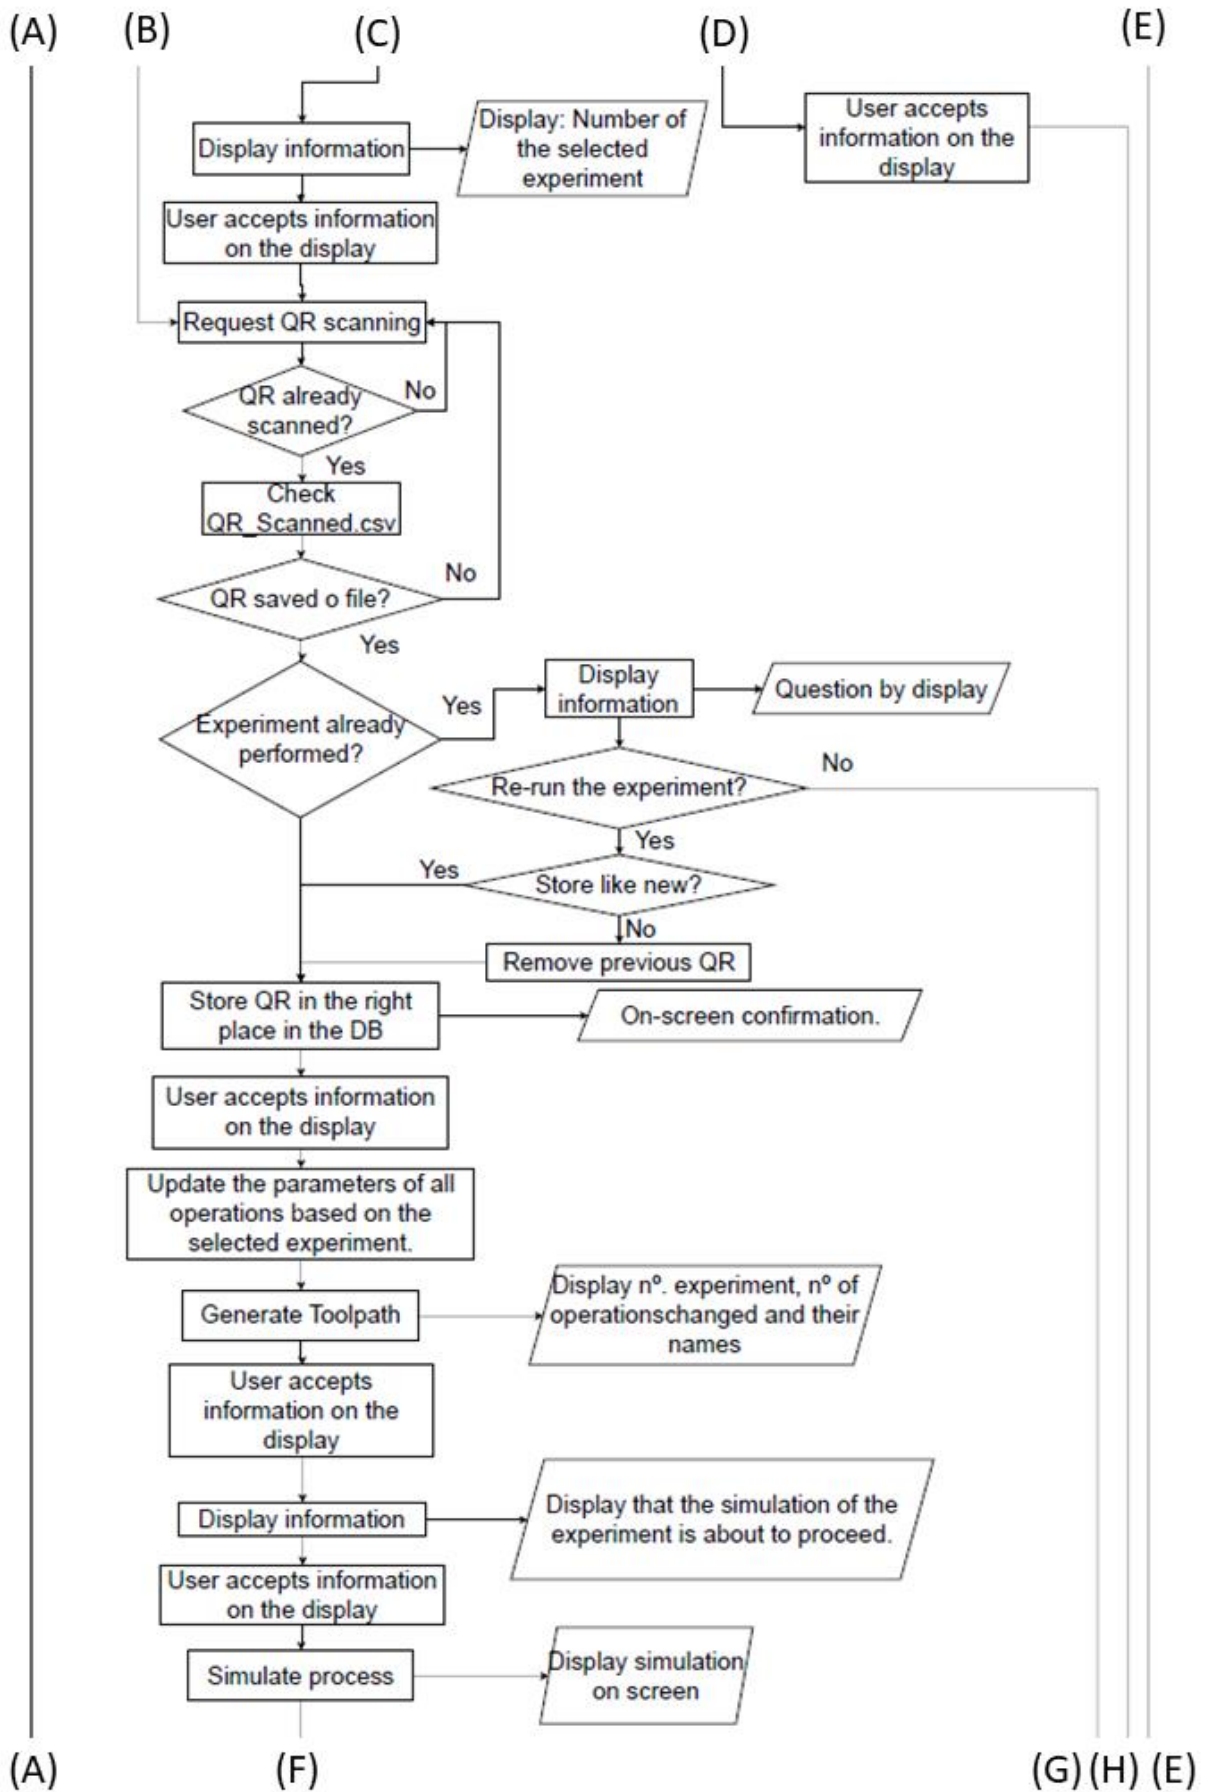 (A)
(B)
(C)
(D)
(E)
Display information
Display: Number of
the selected
experiment
User accepts
information on the
display
User accepts information
on the display
Request QR scanning
QR already
scanned?
No
Yes
Check
QR_Scanned.csv
QR saved o file?
No
Yes
Experiment already
performed?
Yes
Display
information
Question by display
Re-run the experiment?
No
Yes
Store like new?
Yes
No
Remove previous QR
Store QR in the right
place in the DB
On-screen confirmation.
User accepts information
on the display
Update the parameters of all
operations based on the
selected experiment.
Generate Toolpath
Display nº. experiment, nº of
operationschanged and their
names
User accepts
information on the
display
Display information
Display that the simulation of the
experiment is about to proceed.
User accepts information
on the display
Simulate process
Display simulation
on screen
(A)
(F)
(G)
(H)
(E)